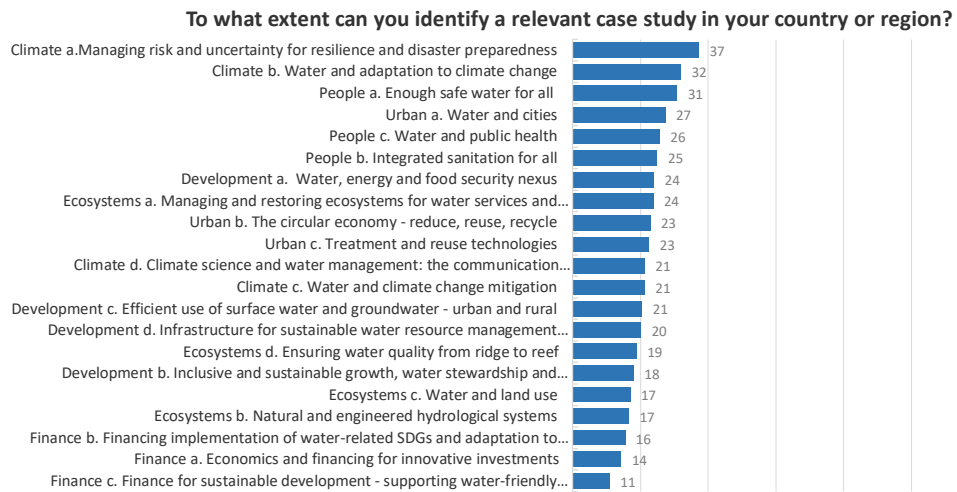 To what extent can you identify a relevant case study in your country or region?
Climate a.Managing risk and uncertainty for resilience and disaster preparedness 37
Climate b. Water and adaptation to climate change 32
People a. Enough safe water for all 31
Urban a. Water and cities 27
People c. Water and public health 26
People b. Integrated sanitation for all 25
Development a. Water, energy and food security nexus 24
Ecosystems a. Managing and restoring ecosystems for water services and… 24
Urban b. The circular economy - reduce, reuse, recycle 23
Urban c. Treatment and reuse technologies 23
Climate d. Climate science and water management: the communication… 21
Climate c. Water and climate change mitigation 21
Development c. Efficient use of surface water and groundwater - urban and rural 21
Development d. Infrastructure for sustainable water resource management… 20
Ecosystems d. Ensuring water quality from ridge to reef 19
Development b. Inclusive and sustainable growth, water stewardship and… 18
Ecosystems c. Water and land use 17
Ecosystems b. Natural and engineered hydrological systems 17
Finance b. Financing implementation of water-related SDGs and adaptation to… 16
Finance a. Economics and financing for innovative investments 14
Finance c. Finance for sustainable development - supporting water-friendly… 11